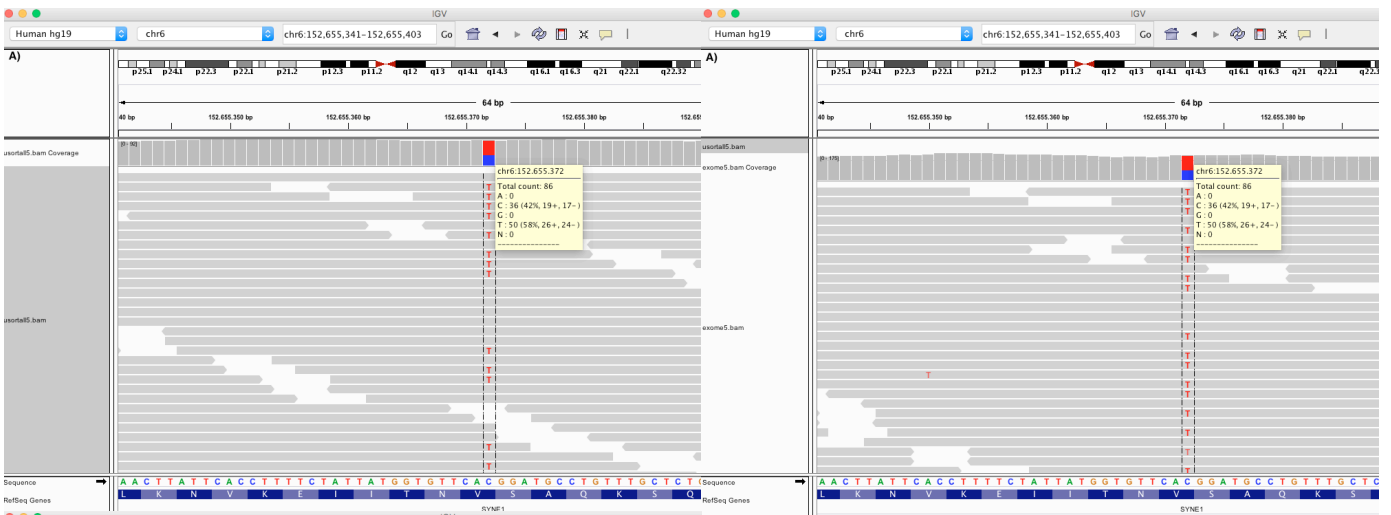 IGV
Human hg19
chr6
chr6:152,655,341-152,655,403
Go
A)
p25.1 p24.1 p22.3 p22.1 p21.2 p12.3 p11.2 q12 q13 q14.1 q14.3 q16.1 q16.3 q21 q22.1 q22.32
64 bp
40 bp 152.655.350 bp 152.655.360 bp 152.655.370 bp 152.655.380 bp
usortall5.bam Coverage
[0 - 92]
chr6:152.655.372
Total count: 86
A : 0
C : 36 (42%, 19+, 17- )
G : 0
T : 50 (58%, 26+, 24- )
N : 0
---------------
T
T
T
T
T
T
T
T
usortall5.bam
T
T
T
T
T
T
Sequence
A A C T T A T T C A C C T T T T C T A T T A T G G T G T T C A C G G A T G C C T G T T T G C T C T
RefSeq Genes
L K N V K E I I T N V S A Q K S Q
SYNE1
IGV
IGV
Human hg19
chr6
chr6:152,655,341-152,655,403
Go
A)
p25.1 p24.1 p22.3 p22.1 p21.2 p12.3 p11.2 q12 q13 q14.1 q14.3 q16.1 q16.3 q21 q22.1
64 bp
40 bp 152.655.350 bp 152.655.360 bp 152.655.370 bp 152.655.380 bp
usortall5.bam
exome5.bam Coverage
[0 - 175]
chr6:152.655.372
Total count: 86
A : 0
C : 36 (42%, 19+, 17- )
G : 0
T : 50 (58%, 26+, 24- )
N : 0
---------------
T
T
T
T
T
T
T
T
exome5.bam
T
T
T
T
T
T
T
T
T
T
T
Sequence
A A C T T A T T C A C C T T T T C T A T T A T G G T G T T C A C G G A T G C C T G T T T G C T C
RefSeq Genes
L K N V K E I I T N V S A Q K S
SYNE1